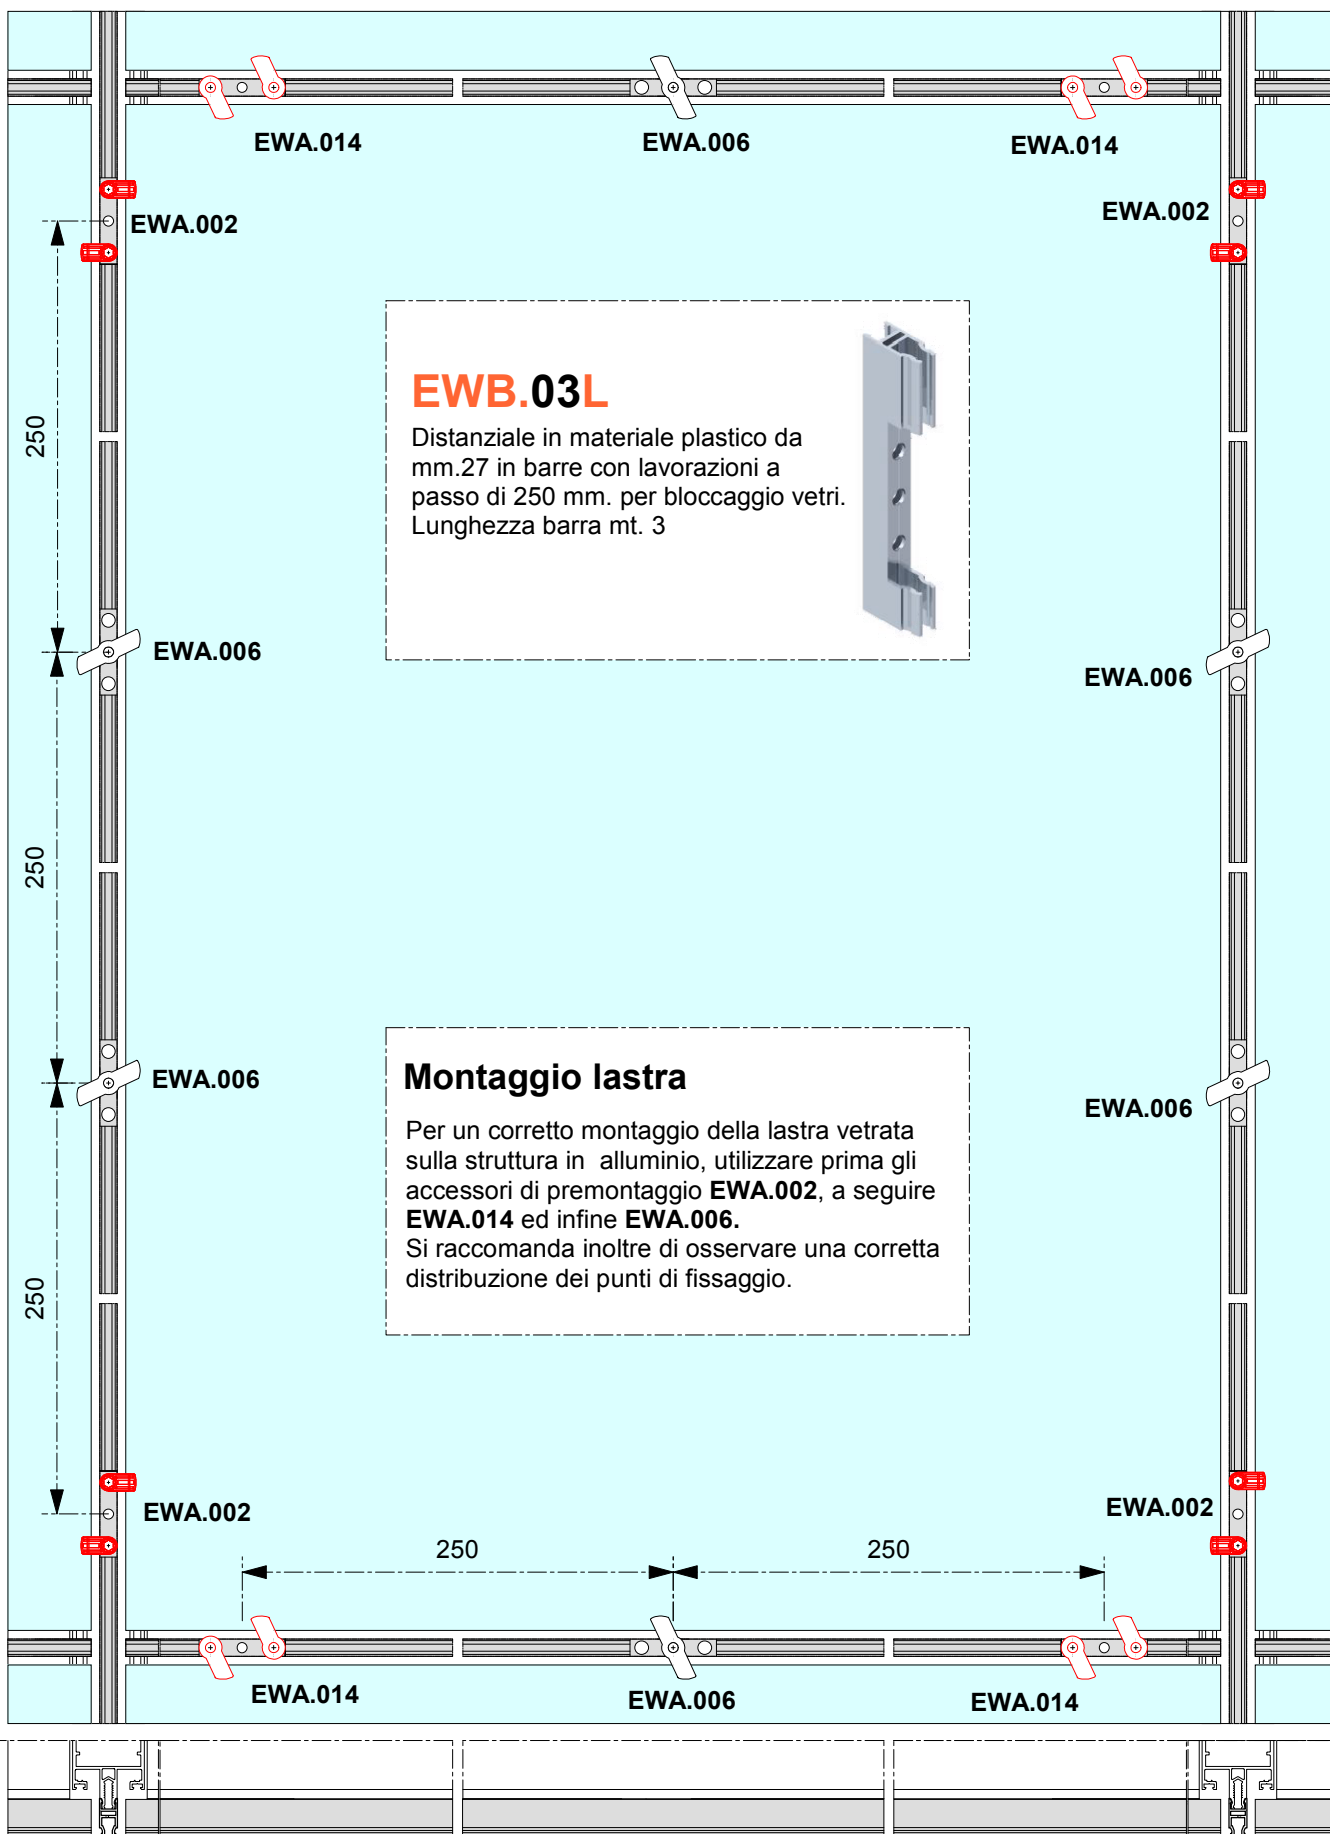 EWA.014
EWA.006
EWA.014
EWA.002
EWA.002
250
EWB.03L
Distanziale in materiale plastico da
mm.27 in barre con lavorazioni a
passo di 250 mm. per bloccaggio vetri.
Lunghezza barra mt. 3
EWA.006
EWA.006
250
EWA.006
EWA.006
Montaggio lastra
Per un corretto montaggio della lastra vetrata
sulla struttura in alluminio, utilizzare prima gli
accessori di premontaggio EWA.002, a seguire
EWA.014 ed infine EWA.006.
Si raccomanda inoltre di osservare una corretta
distribuzione dei punti di fissaggio.
250
EWA.002
EWA.002
250
250
EWA.014
EWA.006
EWA.014